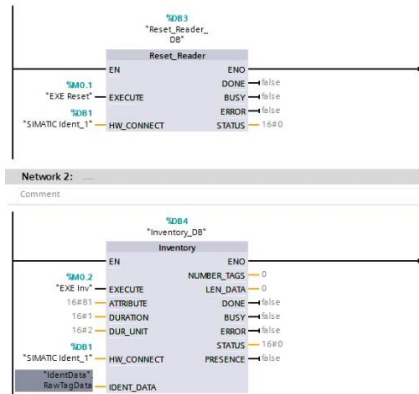 %DB3
"Reset_Reader_
DB"
Reset_Reader
EN ENO
DONE false
%M0.1
"EXE Reset" EXECUTE BUSY false
%DB1
ERROR false
"SIMATIC Ident_1" HW_CONNECT STATUS 16#0
Network 2: ....
Comment
%DB4
"Inventory_DB"
Inventory
EN ENO
%M0.2
NUMBER_TAGS 0
"EXE Inv" EXECUTE LEN_DATA 0
16#81 ATTRIBUTE DONE false
16#1 DURATION BUSY false
16#2 DUR_UNIT ERROR false
%DB1
STATUS 16#0
"SIMATIC Ident_1" HW_CONNECT PRESENCE false
"IdentData".
RawTagData IDENT_DATA